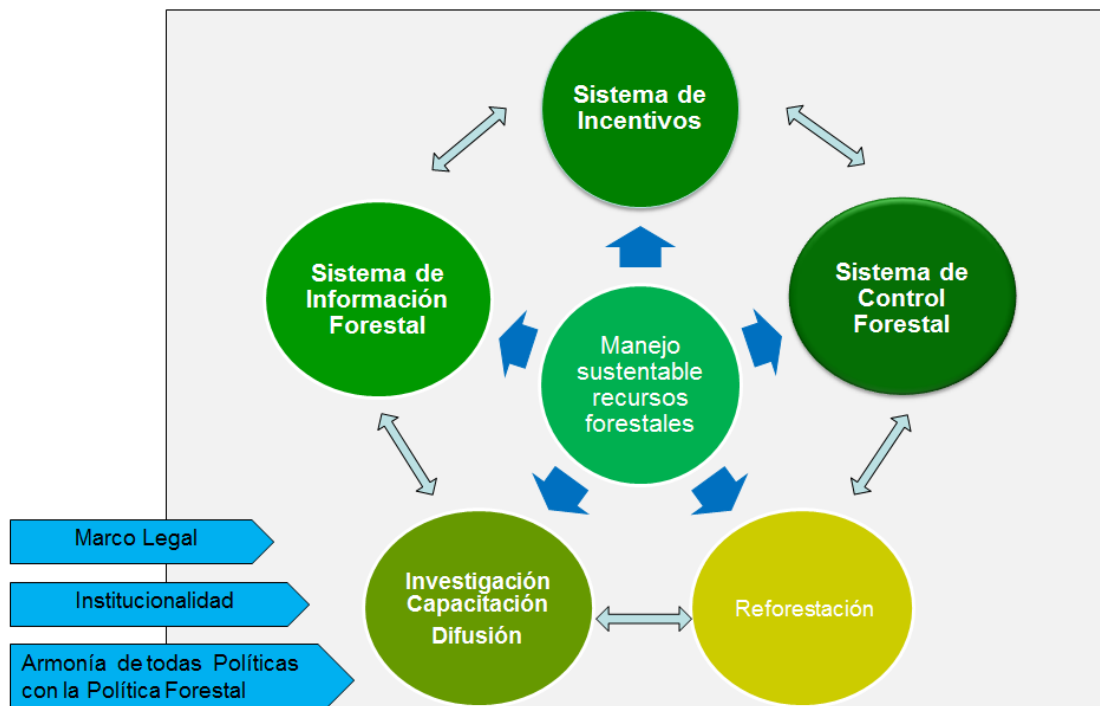 Sistema de
Incentivos
Sistema de
Información
Forestal
Sistema de
Control
Forestal
Manejo
sustentable
recursos
forestales
Investigación
Capacitación
Difusión
Reforestación
Marco Legal
Institucionalidad
Armonía de todas Políticas
con la Política Forestal